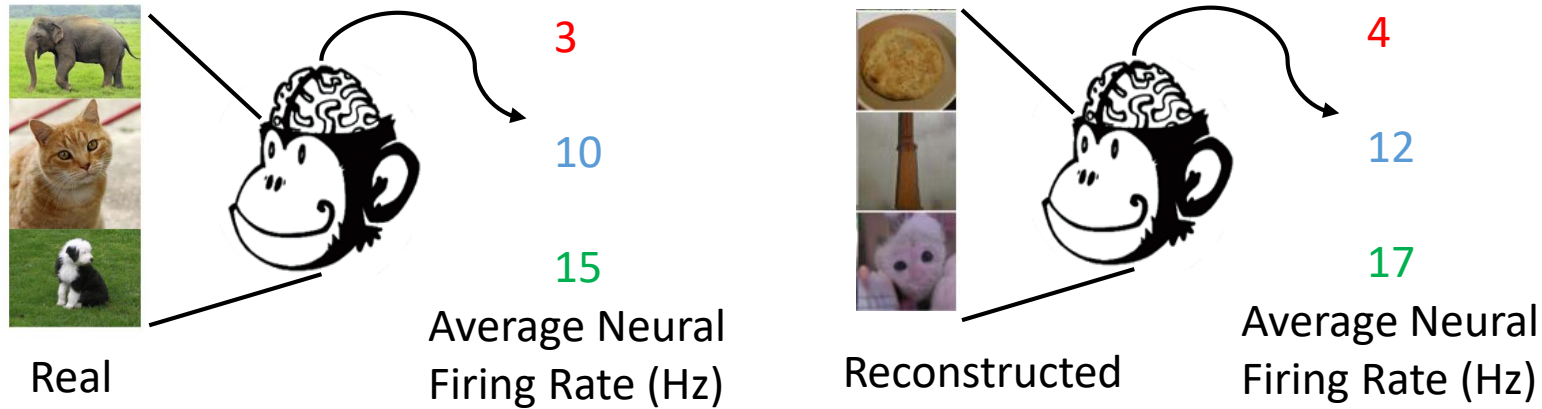 3
10
15
Average Neural
Firing Rate (Hz)
Real
4
12
17
Average Neural
Firing Rate (Hz)
Reconstructed